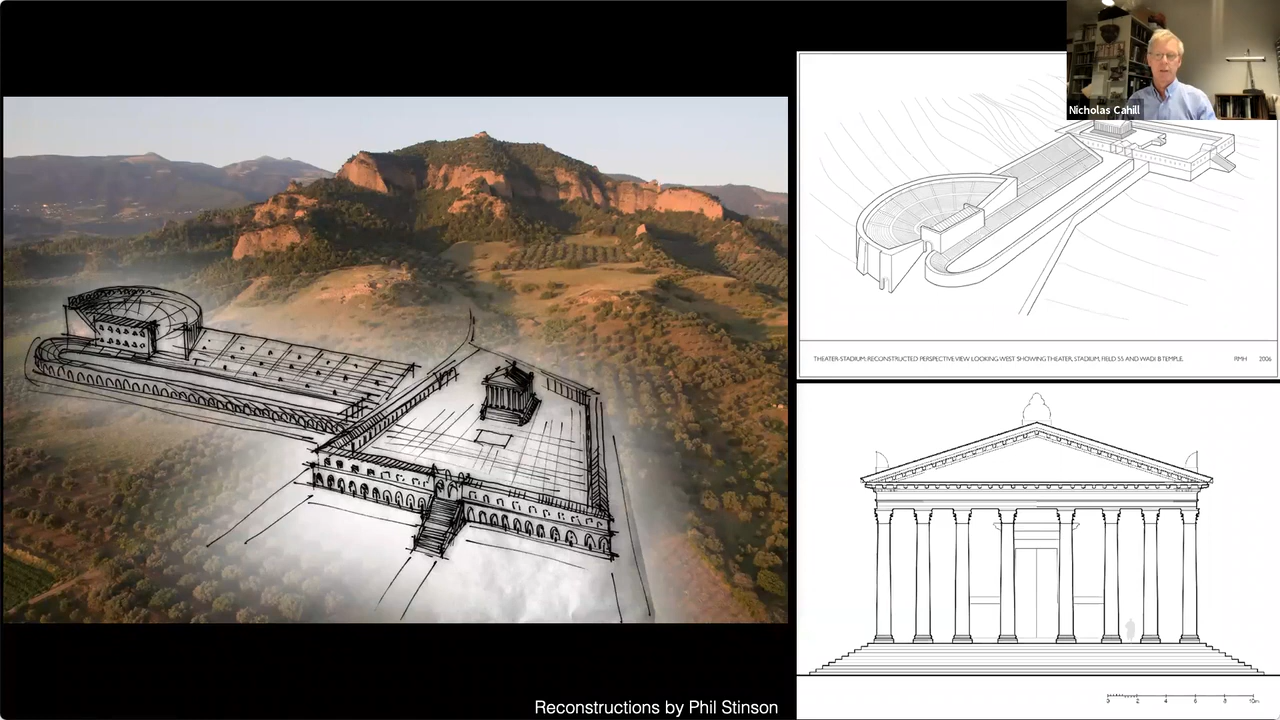 Nicholas Cahill
THEATER-STADIUM: RECONSTRUCTED PERSPECTIVE VIEW LOOKING WEST SHOWING THEATER, STADIUM, FIELD 55 AND WADI B TEMPLE.
RMH
2006
0 2 4 6 8 10m
Reconstructions by Phil Stinson